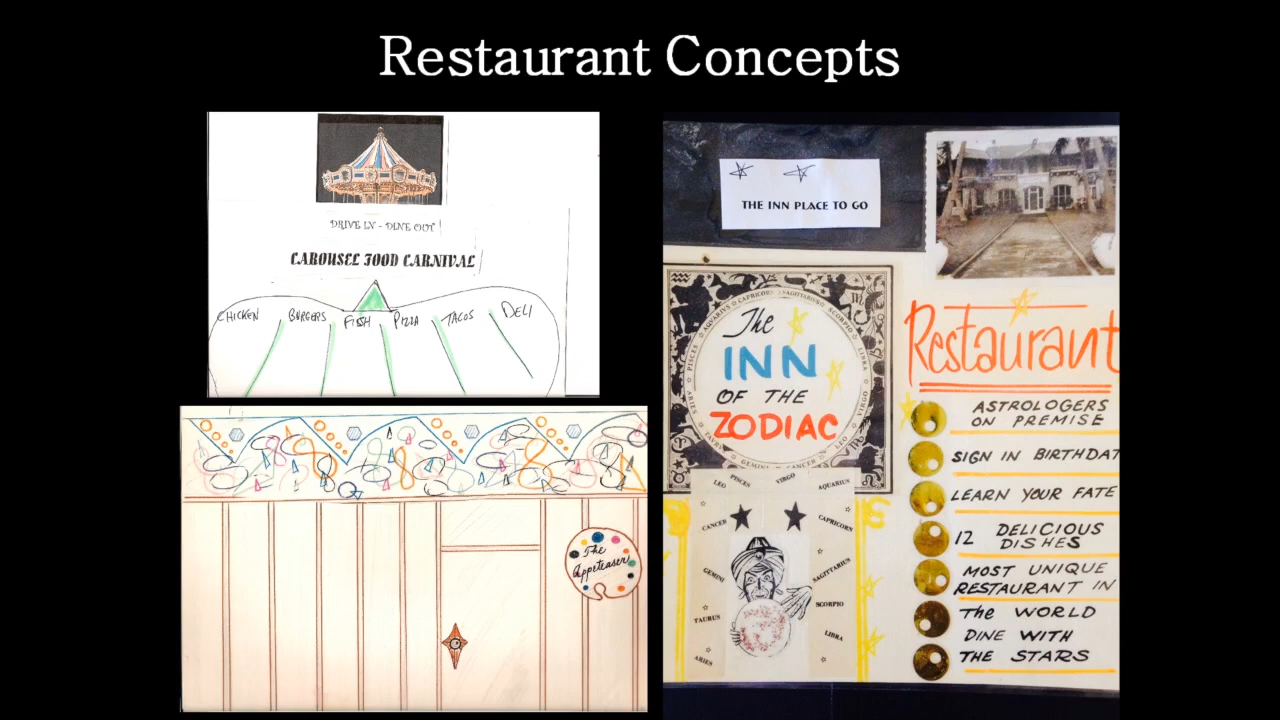 Restaurant Concepts
DRIVE IN - DINE OUT
CAROUSEL FOOD CARNIVAL
CHICKEN BURGERS FISH PIZZA TACOS DELI
The
Appeteaser
THE INN PLACE TO GO
AQUARIUS CAPRICORN SAGITTARIUS SCORPIO LIBRA VIRGO LEO CANCER GEMINI TAURUS ARIES PISCES
The
INN
OF THE
ZODIAC
LEO PISCES VIRGO AQUARIUS
CANCER CAPRICORN
GEMINI SAGITTARIUS
TAURUS SCORPIO
ARIES LIBRA
Restaurant
ASTROLOGERS
ON PREMISE
SIGN IN BIRTHDAT
LEARN YOUR FATE
12 DELICIOUS
DISHES
MOST UNIQUE
RESTAURANT IN
The WORLD
DINE WITH
THE STARS